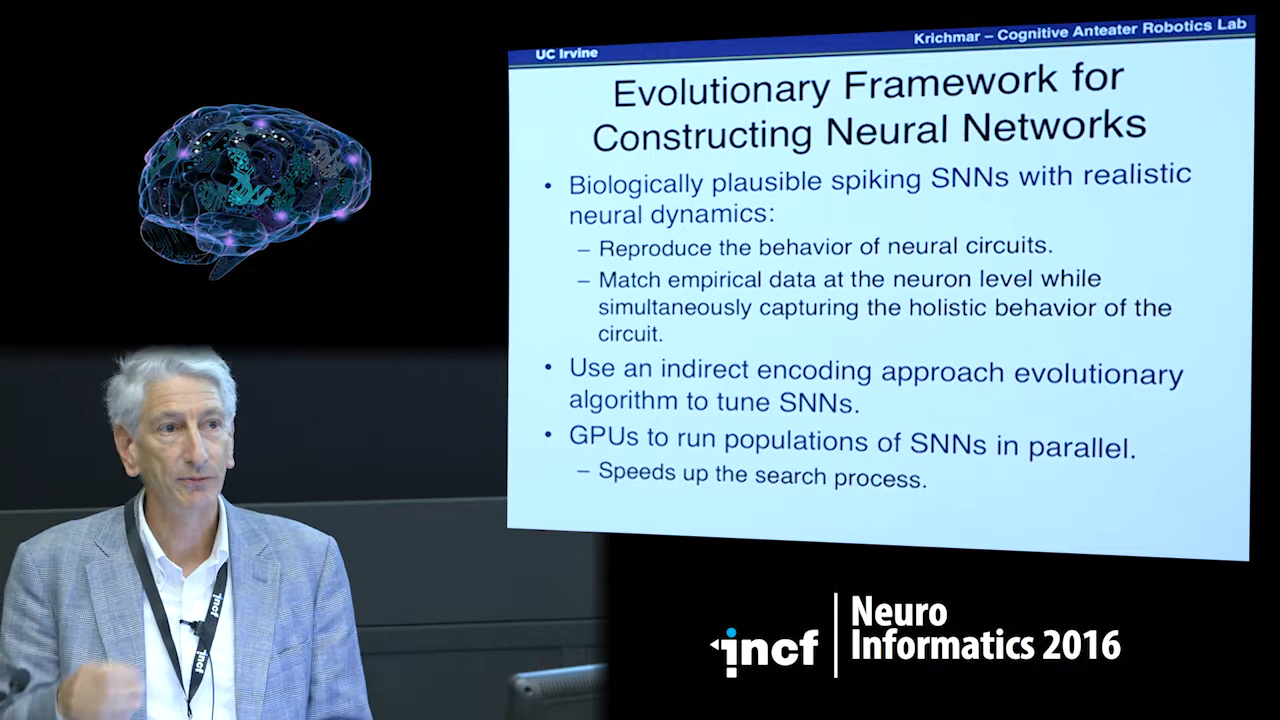 UC Irvine
Krichmar – Cognitive Anteater Robotics Lab
Evolutionary Framework for
Constructing Neural Networks
• Biologically plausible spiking SNNs with realistic
neural dynamics:
– Reproduce the behavior of neural circuits.
– Match empirical data at the neuron level while
simultaneously capturing the holistic behavior of the
circuit.
• Use an indirect encoding approach evolutionary
algorithm to tune SNNs.
• GPUs to run populations of SNNs in parallel.
– Speeds up the search process.
incf
incf
incf
Neuro
Informatics 2016